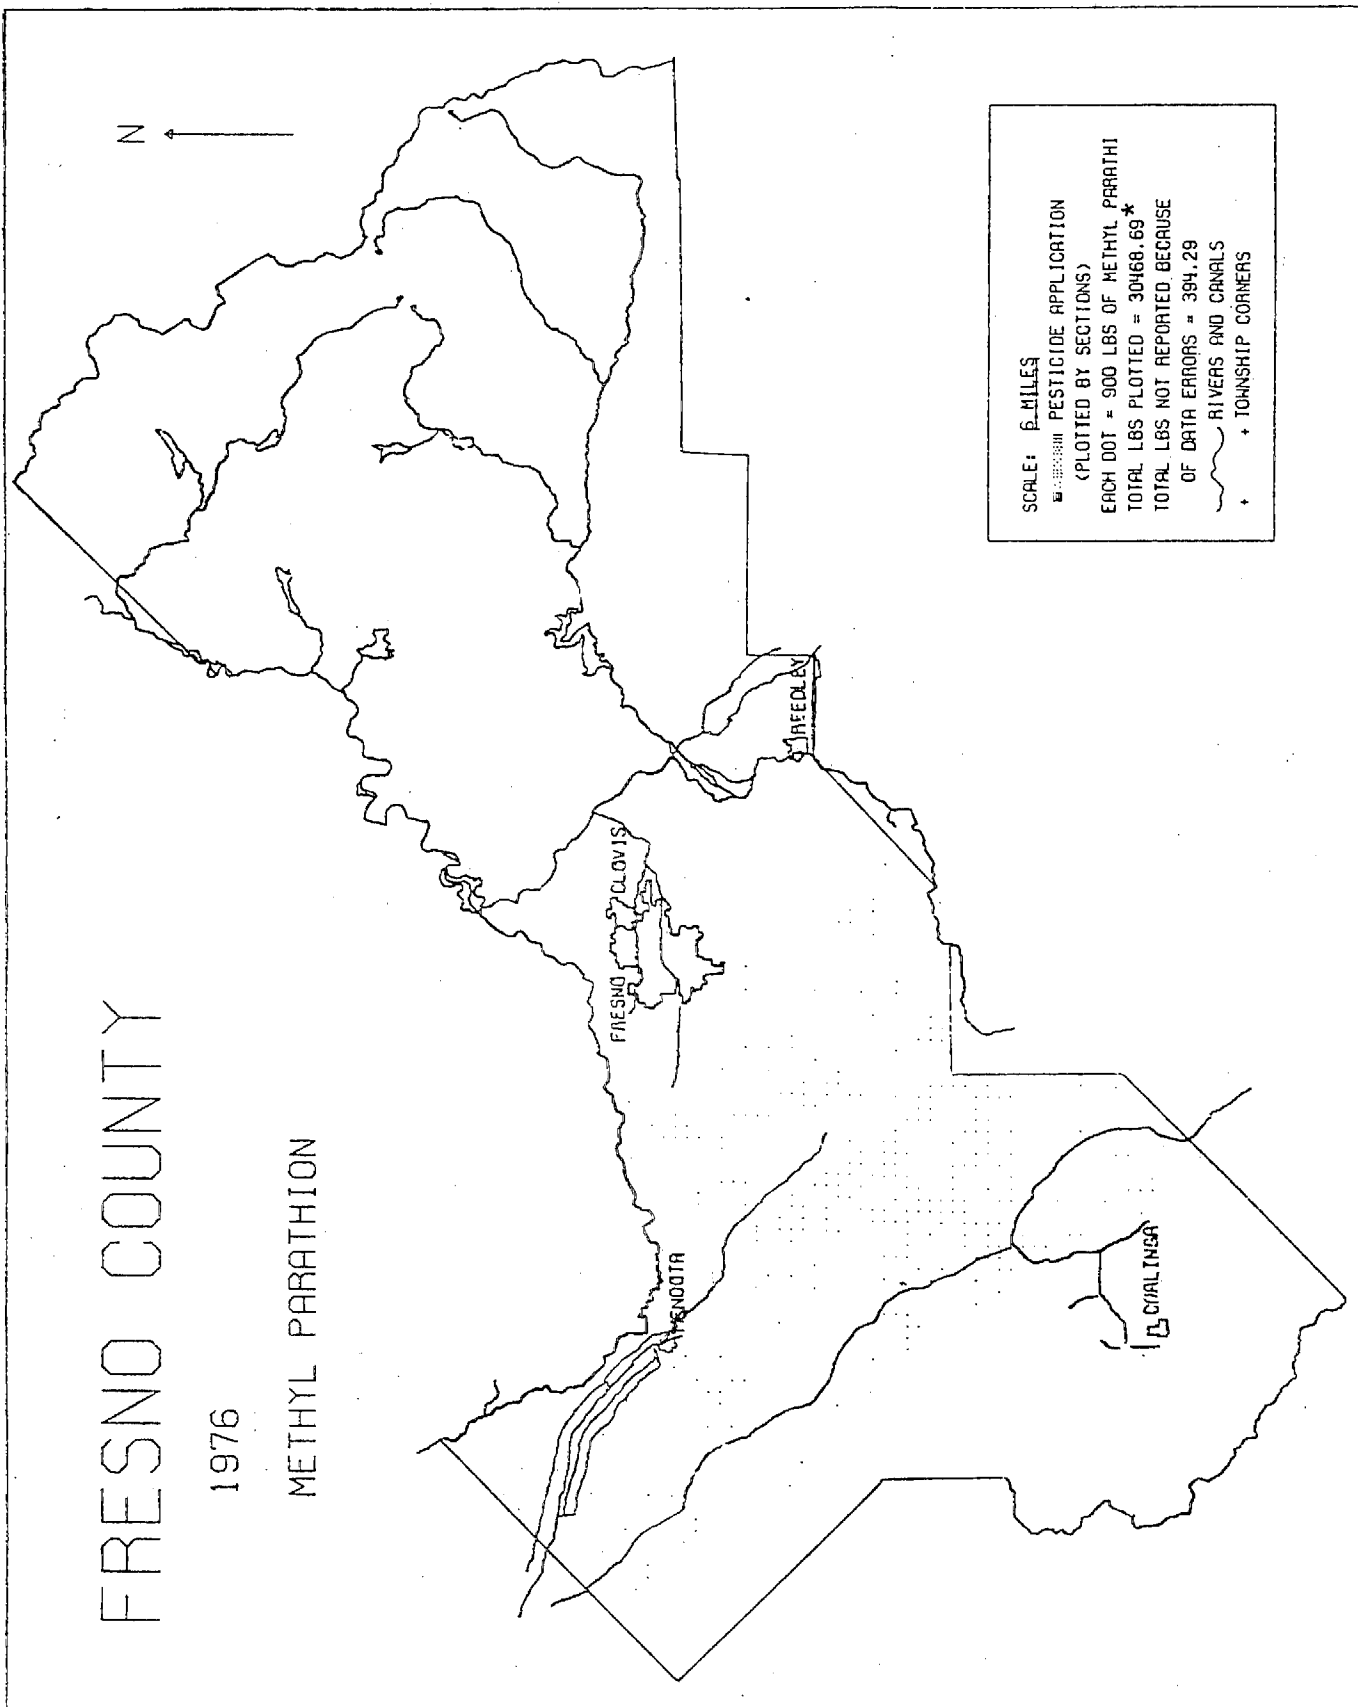 FRESNO COUNTY
1976
METHYL PARATHION
N
FRESNO
CLOVIS
REEDLEY
MENDOTA
COALINGA
SCALE: 6 MILES
PESTICIDE APPLICATION
(PLOTTED BY SECTIONS)
EACH DOT = 900 LBS OF METHYL PARATHI
TOTAL LBS PLOTTED = 30468.69*
TOTAL LBS NOT REPORTED BECAUSE
OF DATA ERRORS = 394.29
RIVERS AND CANALS
+ + TOWNSHIP CORNERS